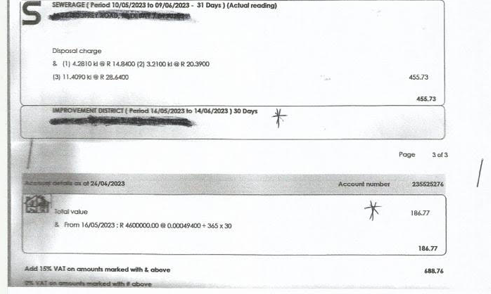 S
SEWERAGE ( Period 10/05/2023 to 09/06/2023 - 31 Days ) (Actual reading)
Disposal charge
& (1) 4.2810 kl @ R 14.8400 (2) 3.2100 kl @ R 20.3900
(3) 11.4090 kl @ R 28.6400 455.73
455.73
IMPROVEMENT DISTRICT ( Period 16/05/2023 to 14/06/2023 ) 30 Days
Page 3 of 3
Account details as at 24/06/2023 Account number 235525276
Total value 186.77
& From 16/05/2023 : R 4600000.00 @ 0.00049400 ÷ 365 x 30
186.77
Add 15% VAT on amounts marked with & above 688.76
0% VAT on amounts marked with # above